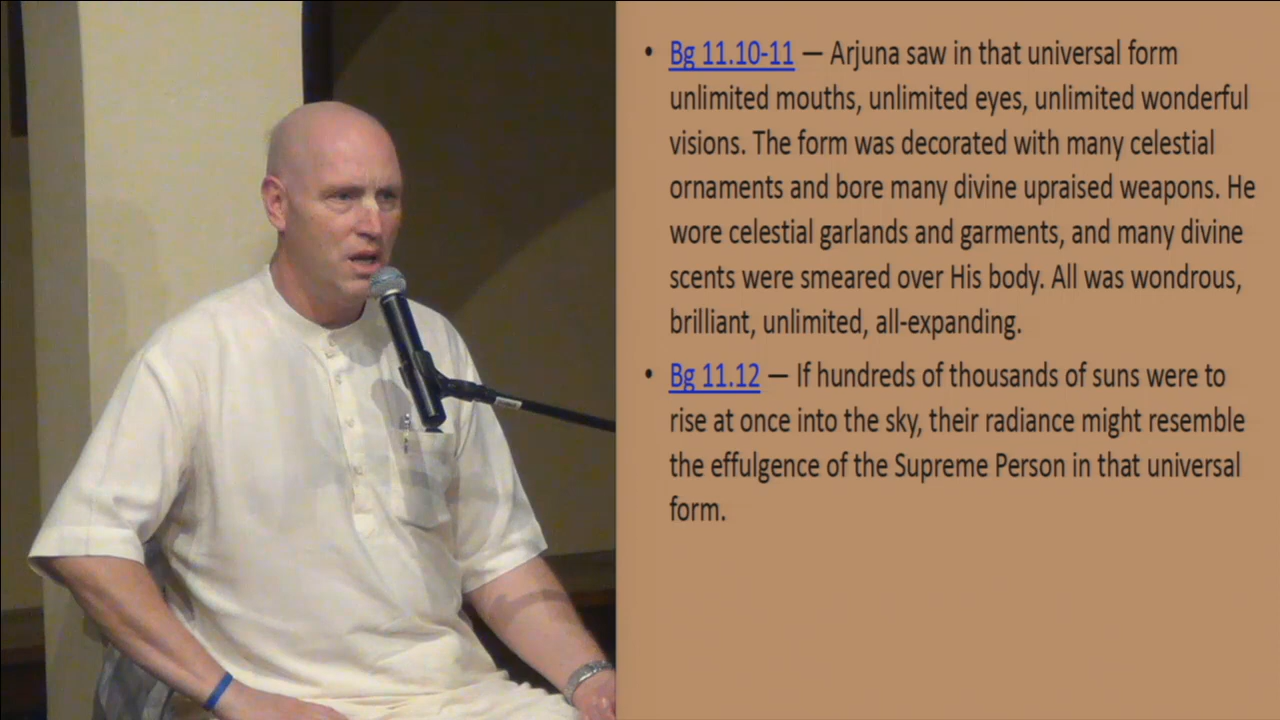 • Bg 11.10-11 — Arjuna saw in that universal form
unlimited mouths, unlimited eyes, unlimited wonderful
visions. The form was decorated with many celestial
ornaments and bore many divine upraised weapons. He
wore celestial garlands and garments, and many divine
scents were smeared over His body. All was wondrous,
brilliant, unlimited, all-expanding.
• Bg 11.12 — If hundreds of thousands of suns were to
rise at once into the sky, their radiance might resemble
the effulgence of the Supreme Person in that universal
form.